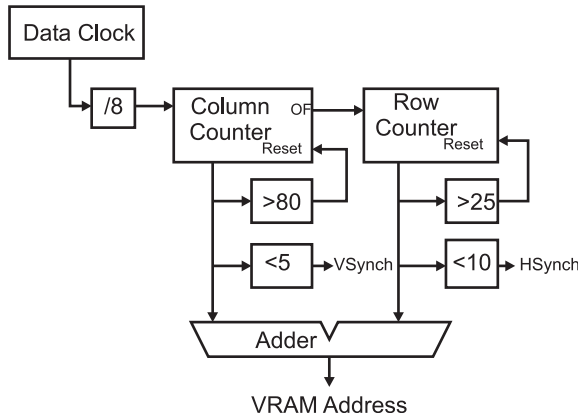 Data Clock
/8
Column
Counter
OF
Reset
Row
Counter
Reset
>80
>25
<5
VSynch
<10
HSynch
Adder
VRAM Address